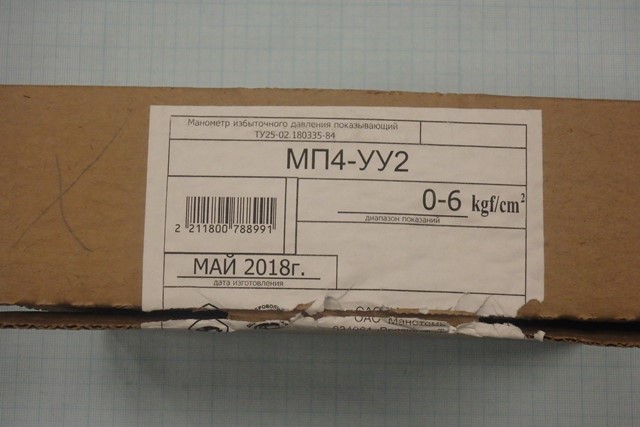 Манометр избыточного давления показывающий
ТУ25-02.180335-84
МП4-УУ2
0-6 kgf/cm²
диапазон показаний
2 211800 788991
МАЙ 2018г.
дата изготовления
ОАО